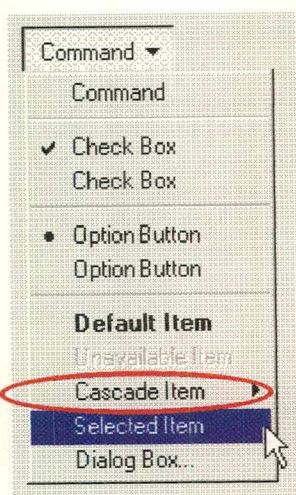 Command
Command
Check Box
Check Box
Option Button
Option Button
Default Item
Unavailable Item
Cascade Item
Selected Item
Dialog Box...